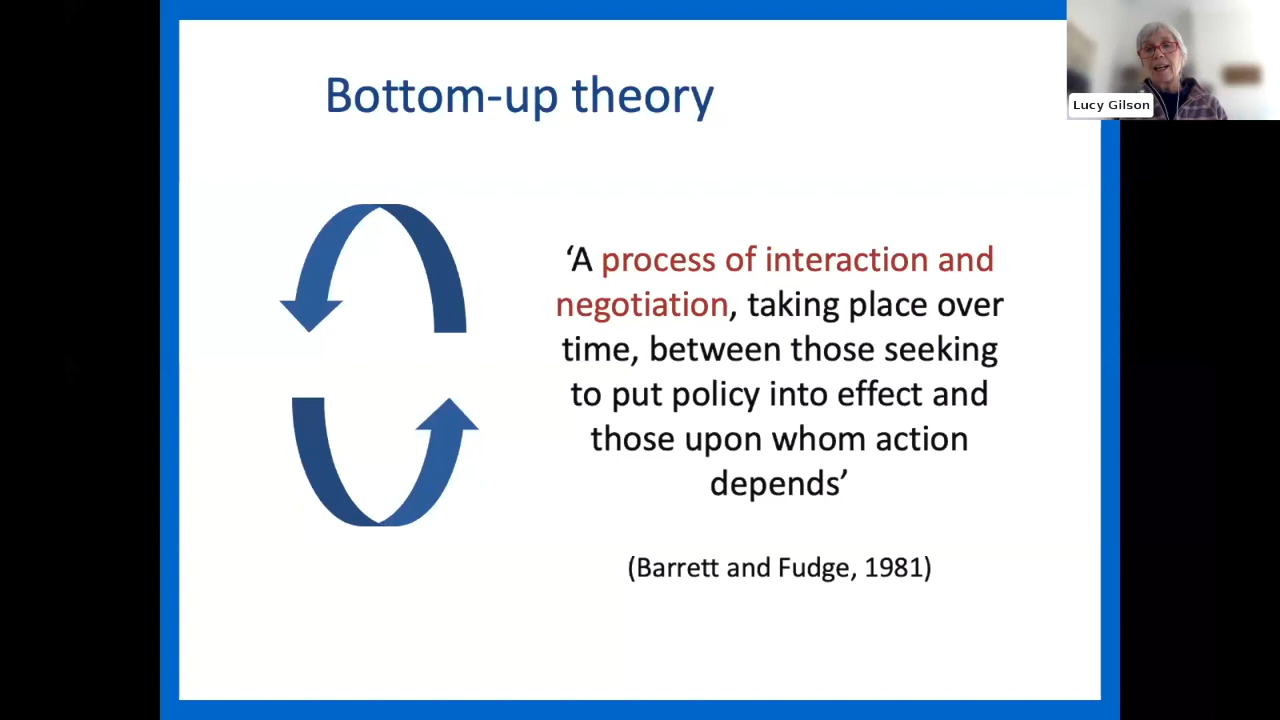 Bottom-up theory
Lucy Gilson
‘A process of interaction and
negotiation, taking place over
time, between those seeking
to put policy into effect and
those upon whom action
depends’
(Barrett and Fudge, 1981)